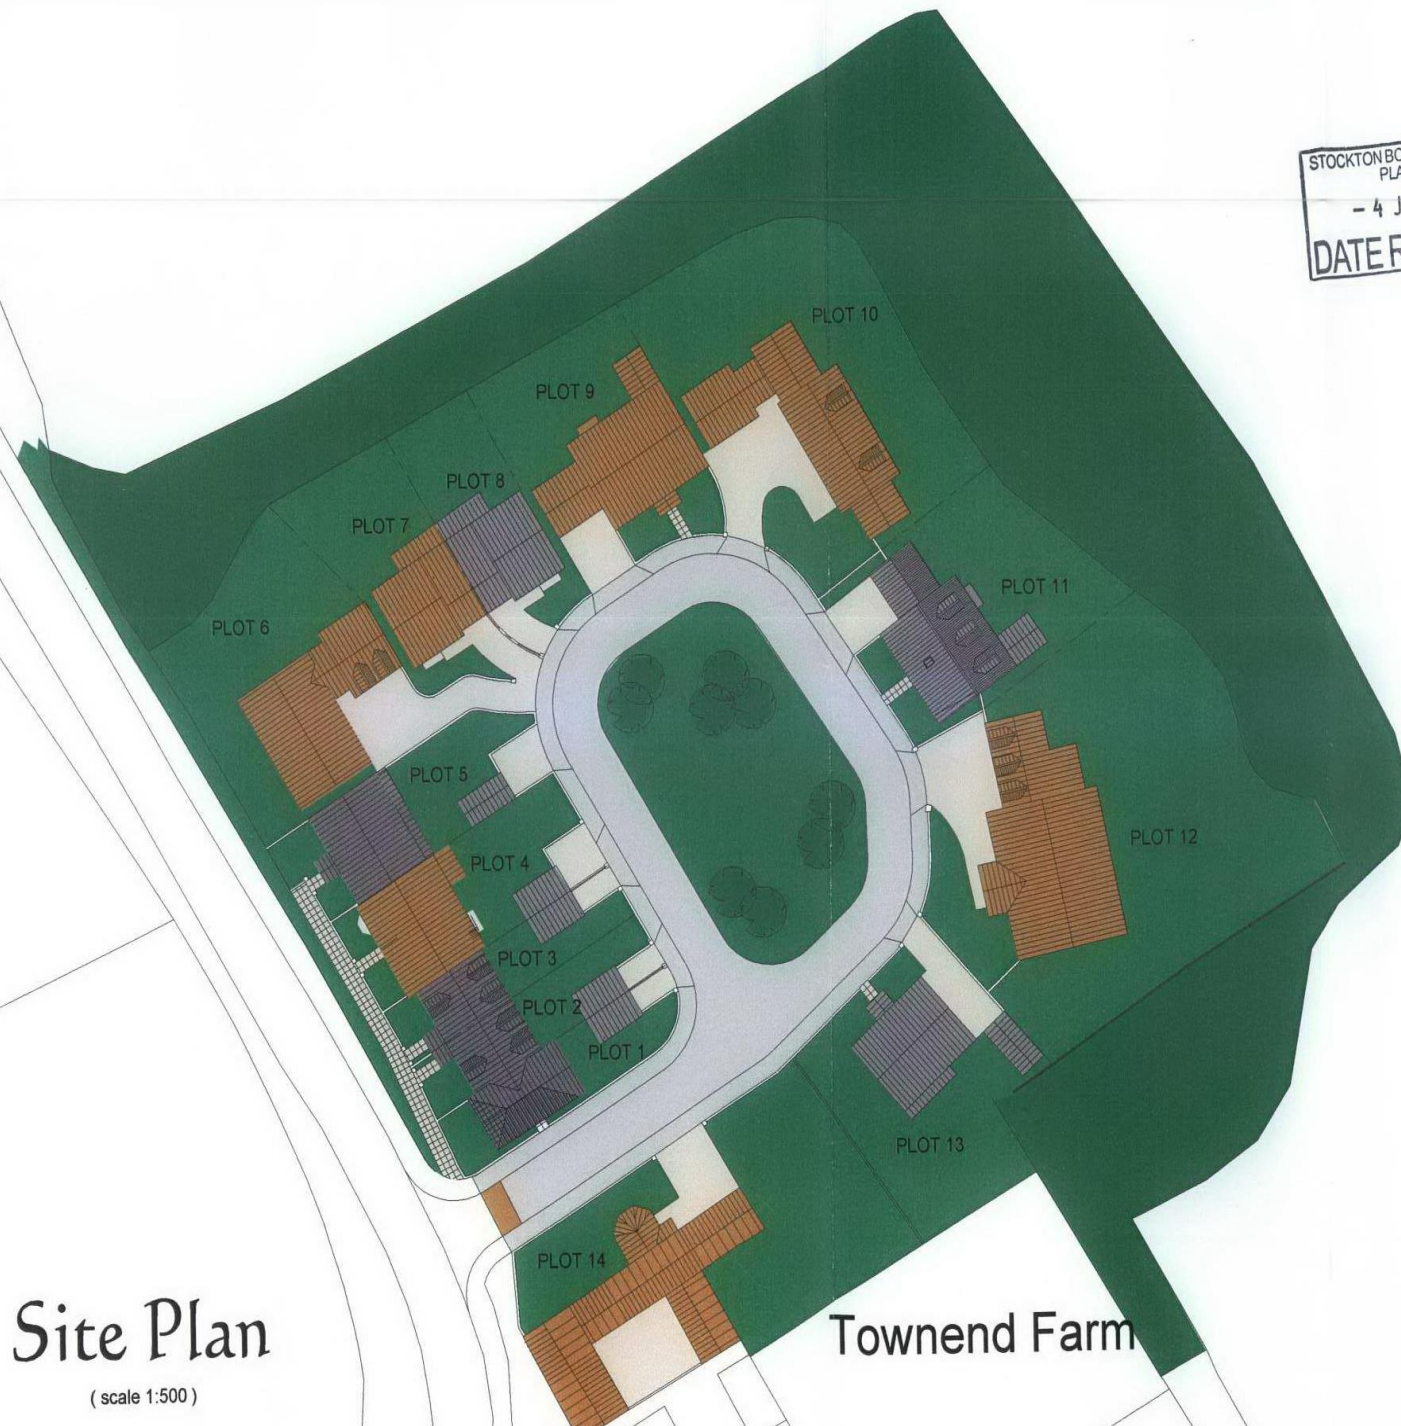 STOCKTON BO
PLA
- 4 J
DATE R
PLOT 10
PLOT 9
PLOT 8
PLOT 7
PLOT 11
PLOT 6
PLOT 5
PLOT 12
PLOT 4
PLOT 3
PLOT 2
PLOT 1
PLOT 13
PLOT 14
Site Plan
( scale 1:500 )
Townend Farm